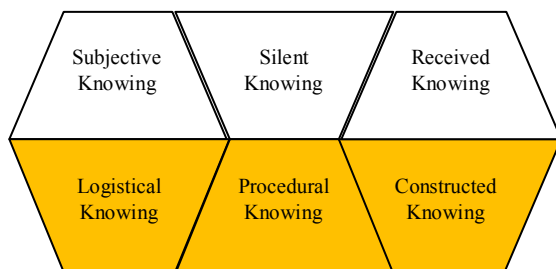 Subjective
Knowing
Silent
Knowing
Received
Knowing
Logistical
Knowing
Procedural
Knowing
Constructed
Knowing